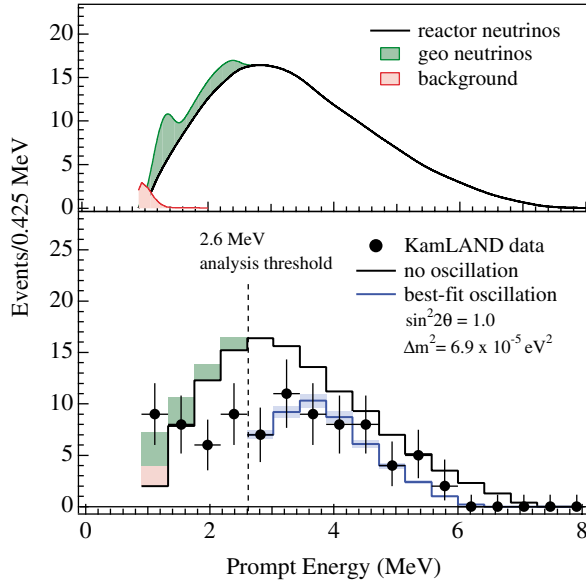 reactor neutrinos
geo neutrinos
background
20
15
10
5
0
Events/0.425 MeV
2.6 MeV
analysis threshold
KamLAND data
no oscillation
best-fit oscillation
sin²2θ = 1.0
Δm²= 6.9 x 10⁻⁵ eV²
25
20
15
10
5
0
0 2 4 6 8
Prompt Energy (MeV)